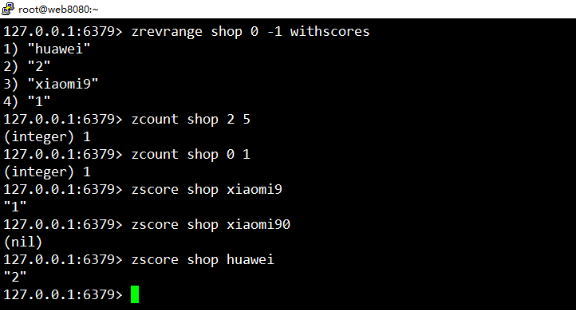 root@web8080:~
127.0.0.1:6379> zrevrange shop 0 -1 withscores
1) "huawei"
2) "2"
3) "xiaomi9"
4) "1"
127.0.0.1:6379> zcount shop 2 5
(integer) 1
127.0.0.1:6379> zcount shop 0 1
(integer) 1
127.0.0.1:6379> zscore shop xiaomi9
"1"
127.0.0.1:6379> zscore shop xiaomi90
(nil)
127.0.0.1:6379> zscore shop huawei
"2"
127.0.0.1:6379>